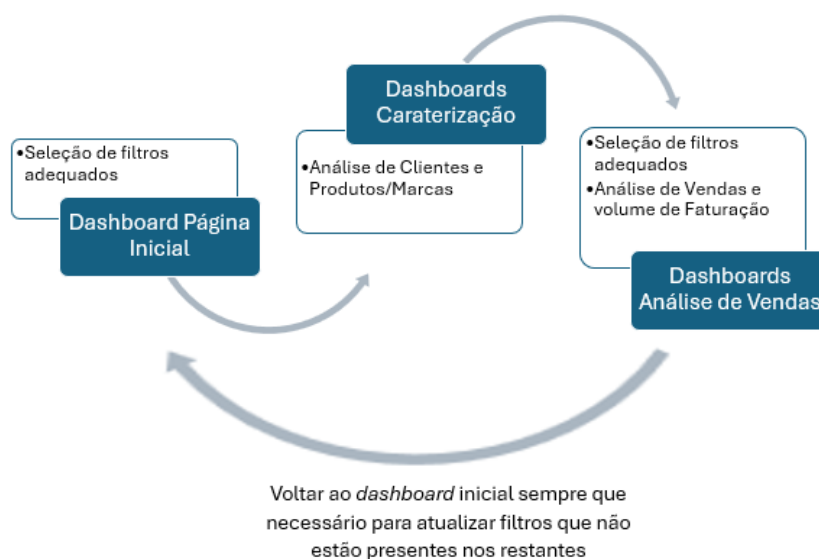 •Seleção de filtros
adequados
Dashboard Página
Inicial
Dashboards
Caraterização
•Análise de Clientes e
Produtos/Marcas
•Seleção de filtros
adequados
•Análise de Vendas e
volume de Faturação
Dashboards
Análise de Vendas
Voltar ao dashboard inicial sempre que
necessário para atualizar filtros que não
estão presentes nos restantes